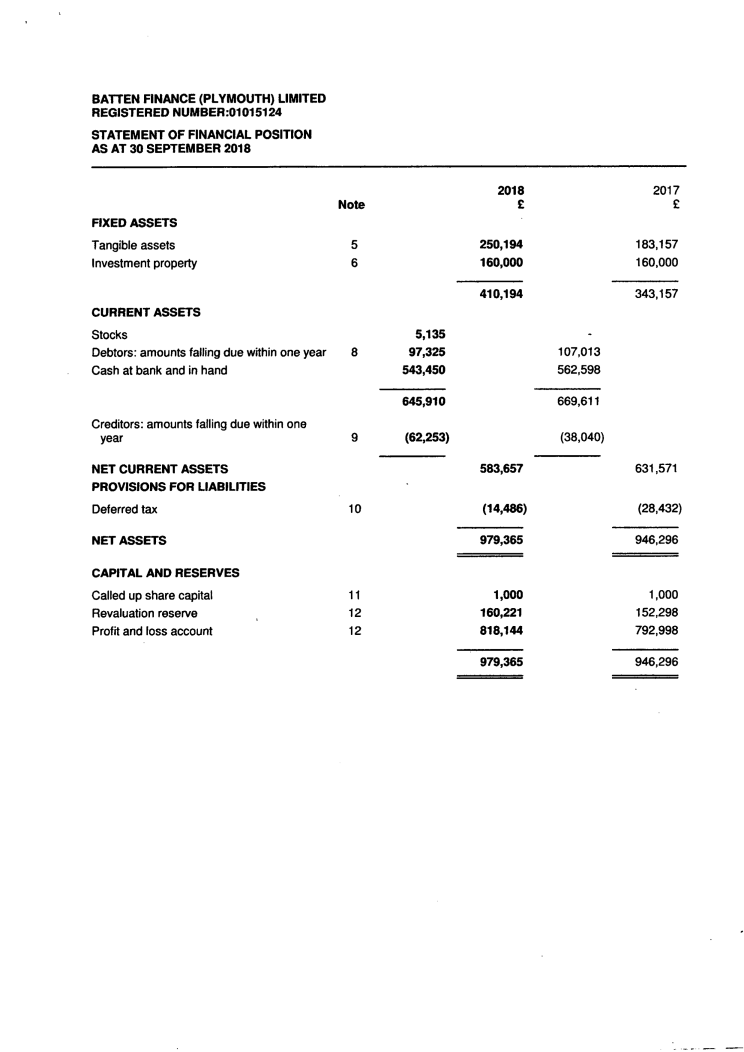 BATTEN FINANCE (PLYMOUTH) LIMITED
REGISTERED NUMBER:01015124
STATEMENT OF FINANCIAL POSITION
AS AT 30 SEPTEMBER 2018
2018 2017
Note £ £
FIXED ASSETS
Tangible assets 5 250,194 183,157
Investment property 6 160,000 160,000
410,194 343,157
CURRENT ASSETS
Stocks 5,135 -
Debtors: amounts falling due within one year 8 97,325 107,013
Cash at bank and in hand 543,450 562,598
645,910 669,611
Creditors: amounts falling due within one
year 9 (62,253) (38,040)
NET CURRENT ASSETS 583,657 631,571
PROVISIONS FOR LIABILITIES
Deferred tax 10 (14,486) (28,432)
NET ASSETS 979,365 946,296
CAPITAL AND RESERVES
Called up share capital 11 1,000 1,000
Revaluation reserve 12 160,221 152,298
Profit and loss account 12 818,144 792,998
979,365 946,296